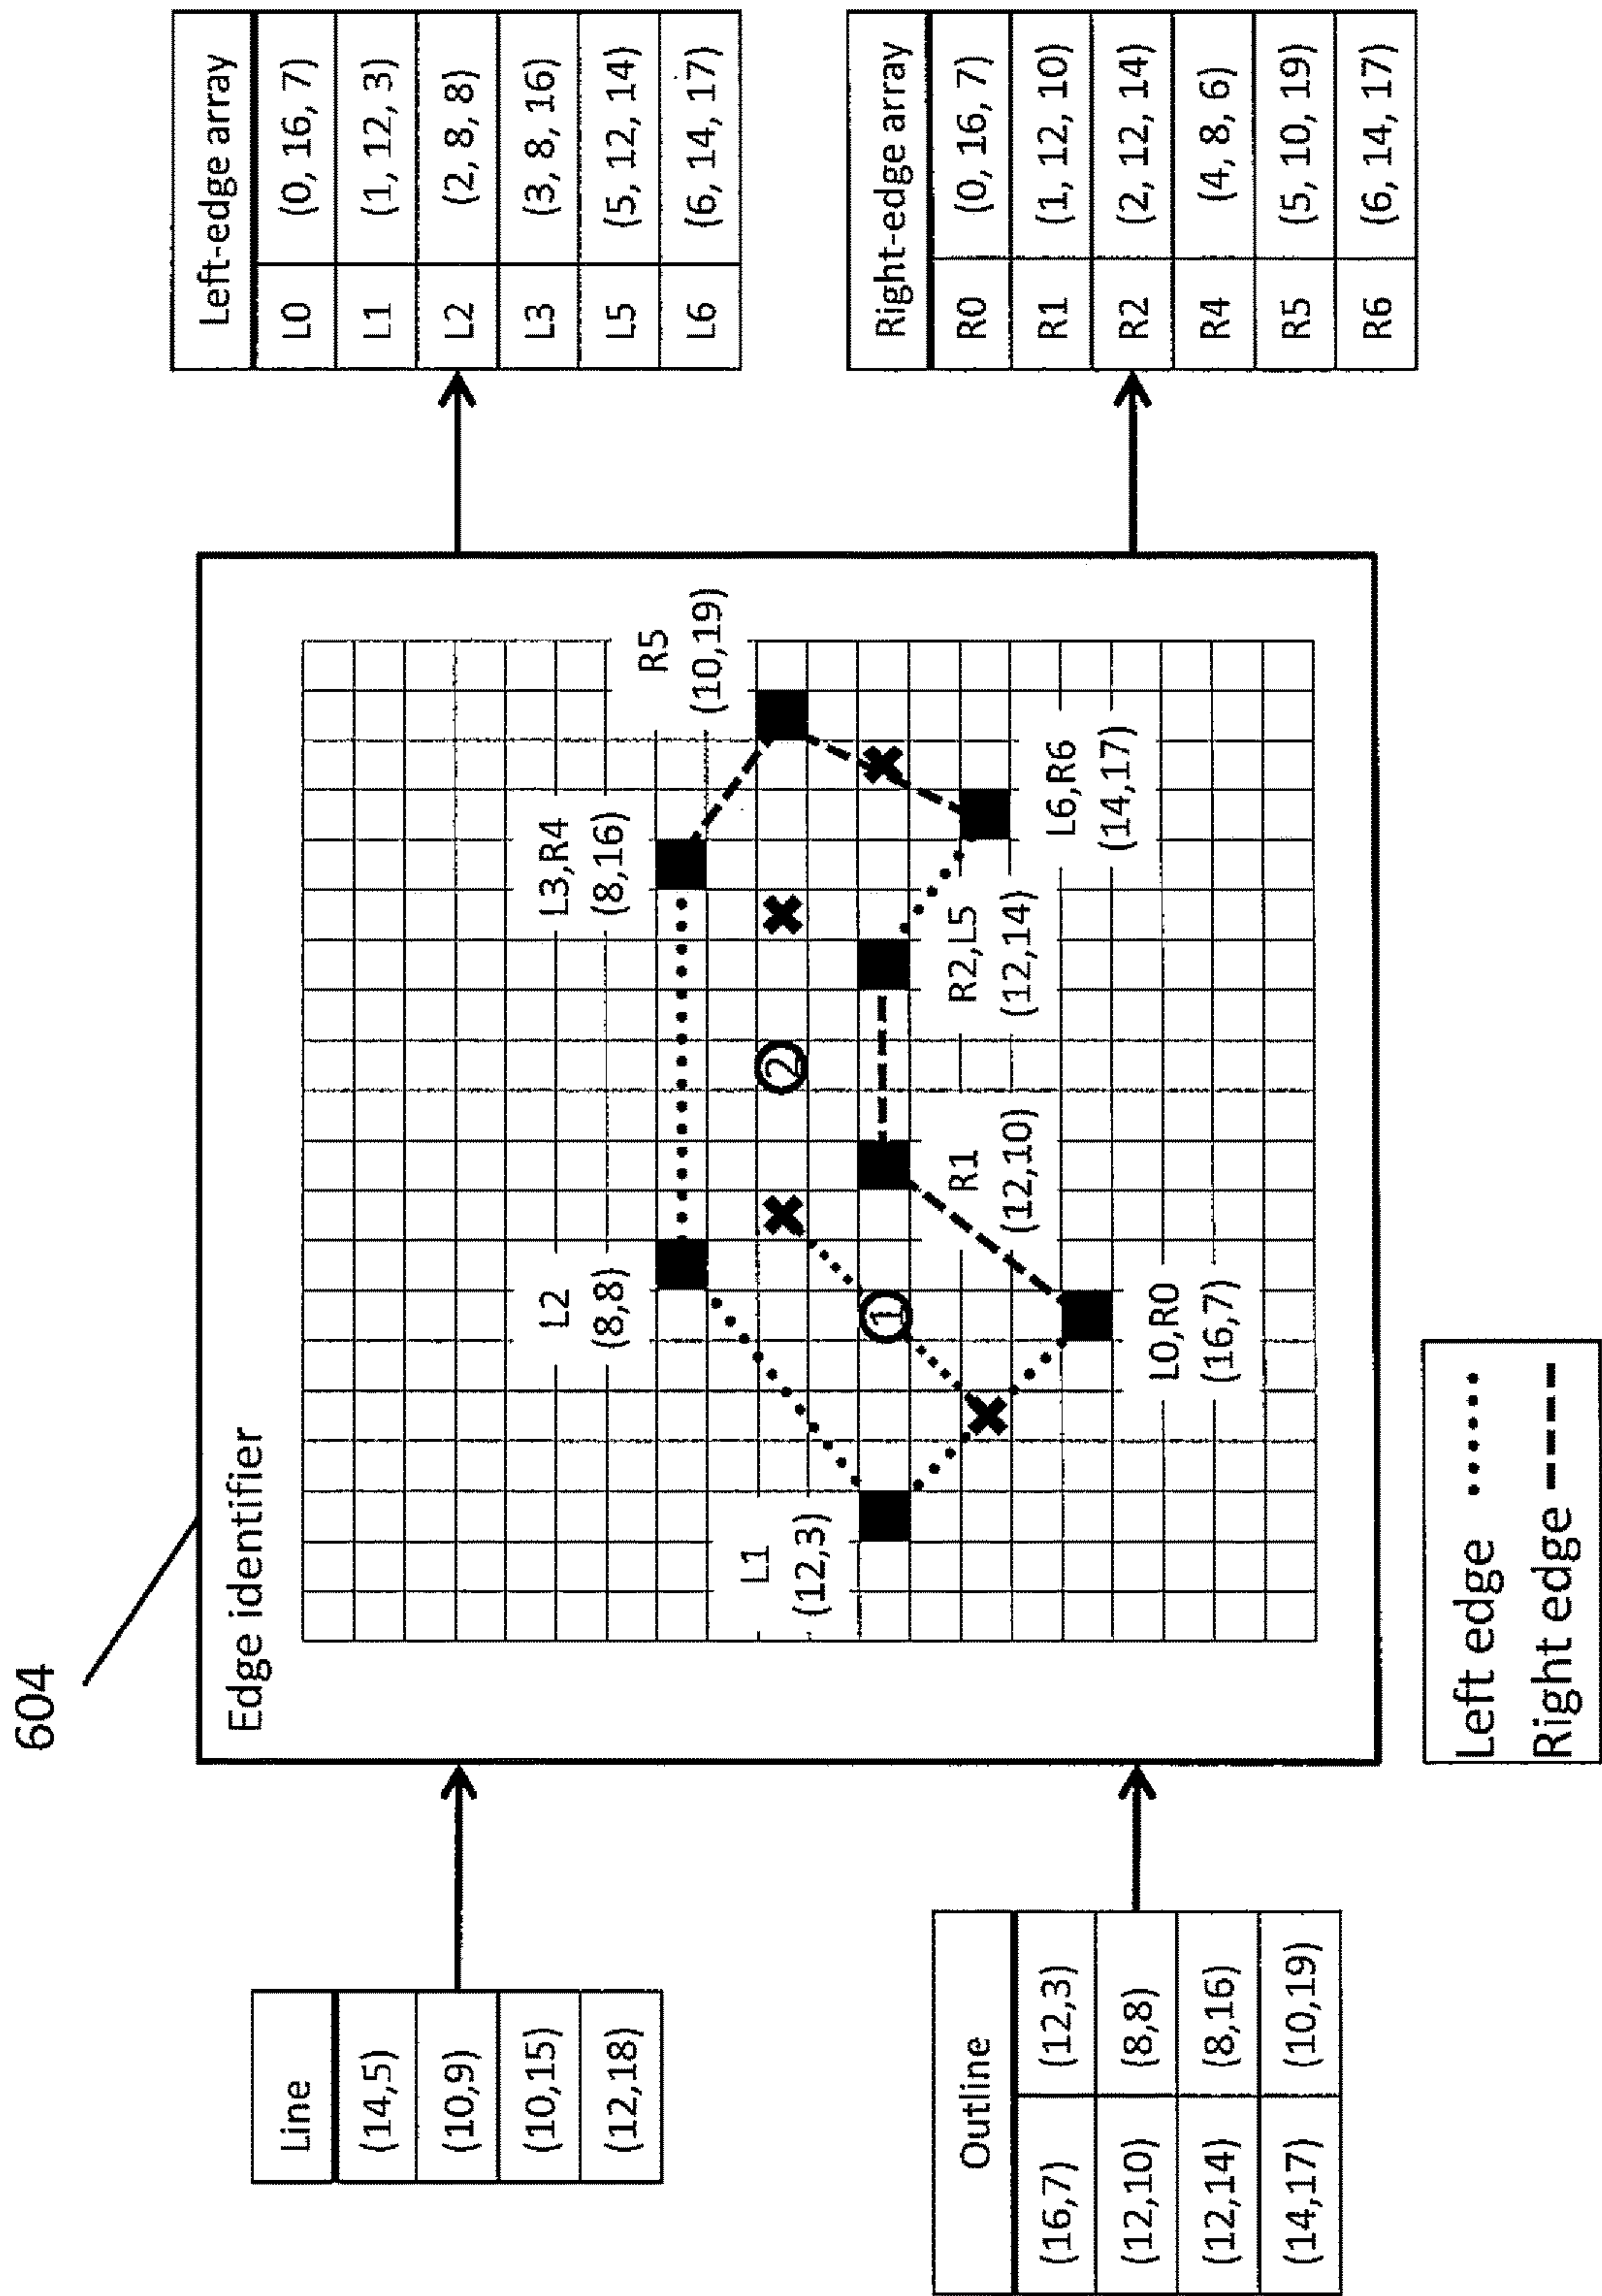 604
Line
(14,5)
(10,9)
(10,15)
(12,18)
Outline
(16,7) (12,3)
(12,10) (8,8)
(12,14) (8,16)
(14,17) (10,19)
Edge identifier
L1
(12,3)
L2
(8,8)
L3,R4
(8,16)
R5
(10,19)
1
2
L0,R0
(16,7)
R1
(12,10)
R2,L5
(12,14)
L6,R6
(14,17)
Left edge
Right edge
Left-edge array
L0 (0, 16, 7)
L1 (1, 12, 3)
L2 (2, 8, 8)
L3 (3, 8, 16)
L5 (5, 12, 14)
L6 (6, 14, 17)
Right-edge array
R0 (0, 16, 7)
R1 (1, 12, 10)
R2 (2, 12, 14)
R4 (4, 8, 6)
R5 (5, 10, 19)
R6 (6, 14, 17)